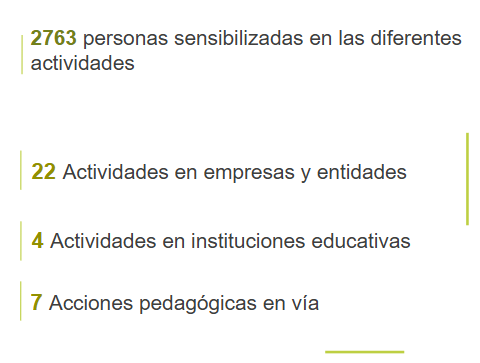 2763 personas sensibilizadas en las diferentes
actividades
22 Actividades en empresas y entidades
4 Actividades en instituciones educativas
7 Acciones pedagógicas en vía